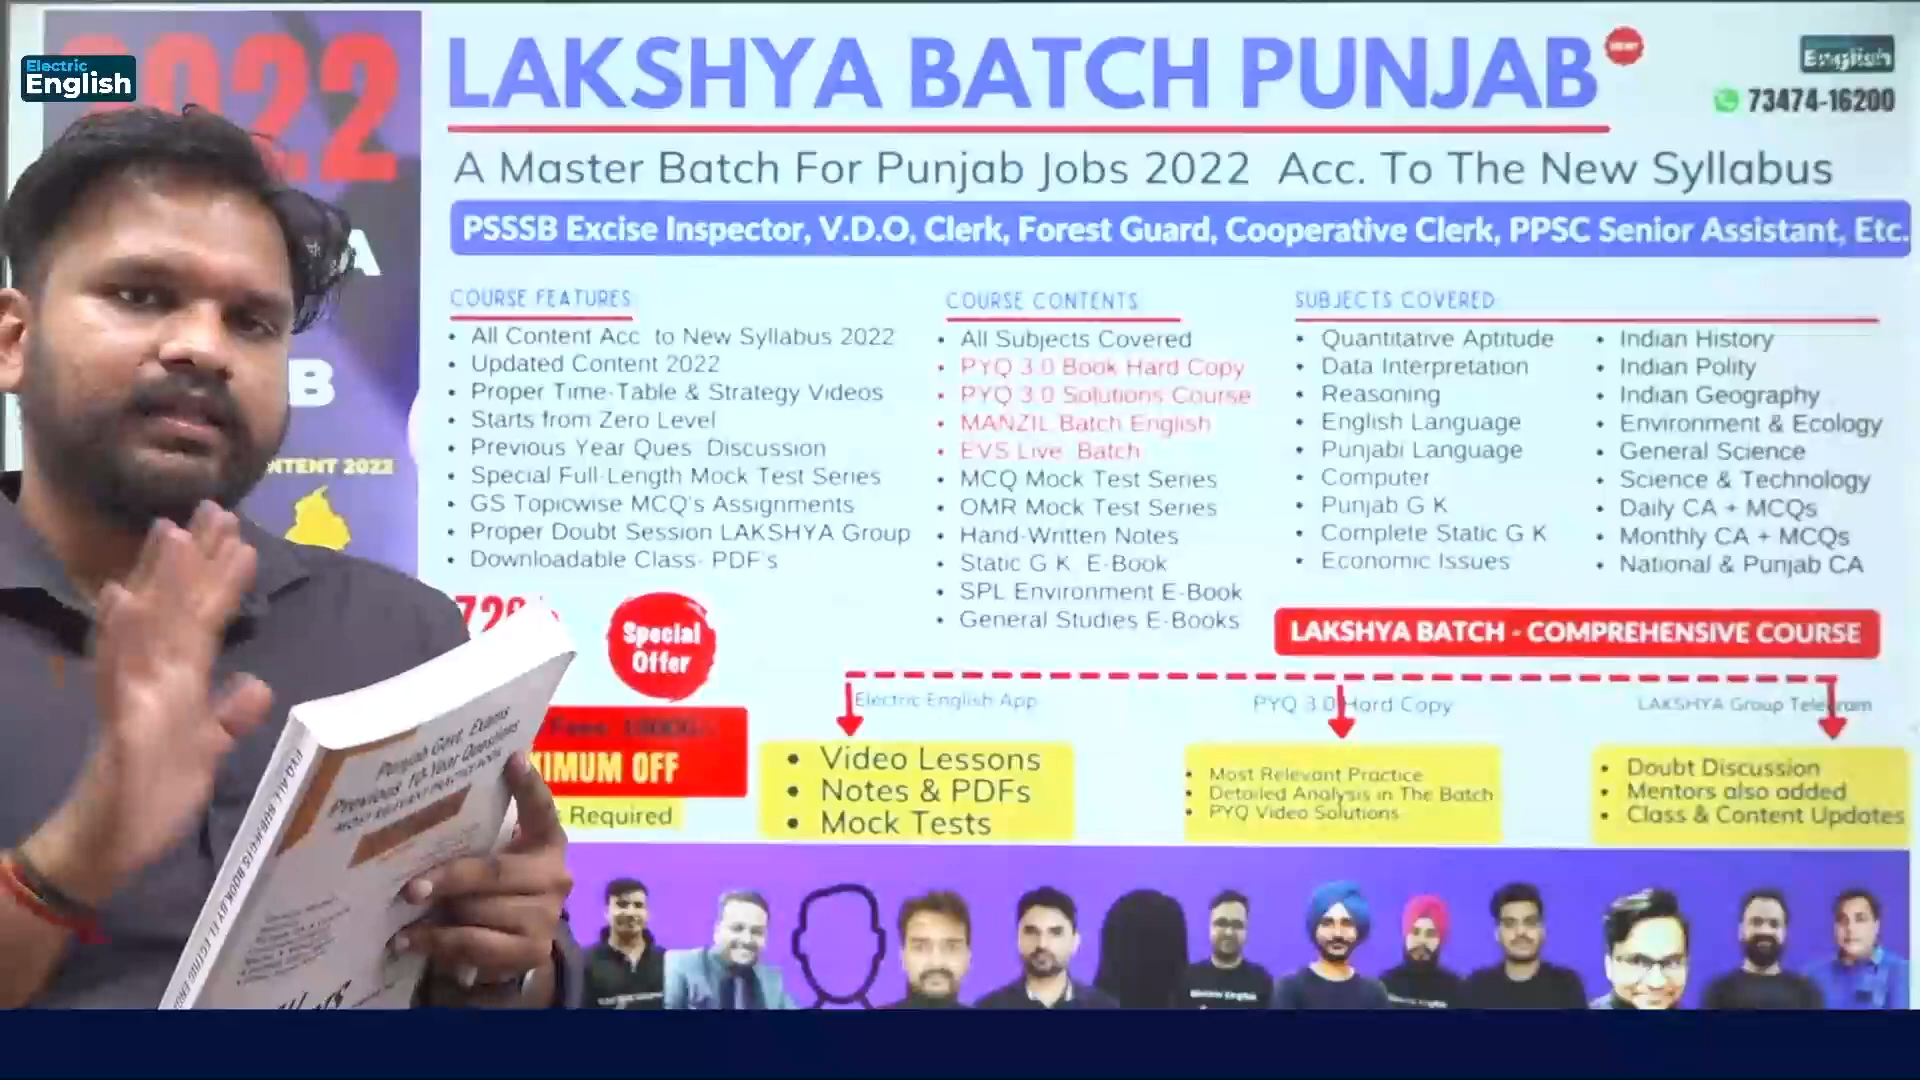 2022
Electric
English
LAKSHYA BATCH PUNJAB
English
73474-16200
A Master Batch For Punjab Jobs 2022 Acc. To The New Syllabus
PSSSB Excise Inspector, V.D.O, Clerk, Forest Guard, Cooperative Clerk, PPSC Senior Assistant, Etc.
A
B
NTENT 2022
COURSE FEATURES
• All Content Acc to New Syllabus 2022
• Updated Content 2022
• Proper Time-Table & Strategy Videos
• Starts from Zero Level
• Previous Year Ques Discussion
• Special Full-Length Mock Test Series
• GS Topicwise MCQ's Assignments
• Proper Doubt Session LAKSHYA Group
• Downloadable Class- PDF's
COURSE CONTENTS
• All Subjects Covered
• PYQ 3.0 Book Hard Copy
• PYQ 3.0 Solutions Course
• MANZIL Batch English
• EVS Live Batch
• MCQ Mock Test Series
• OMR Mock Test Series
• Hand-Written Notes
• Static G K E-Book
• SPL Environment E-Book
• General Studies E-Books
SUBJECTS COVERED
• Quantitative Aptitude
• Data Interpretation
• Reasoning
• English Language
• Punjabi Language
• Computer
• Punjab G K
• Complete Static G K
• Economic Issues
• Indian History
• Indian Polity
• Indian Geography
• Environment & Ecology
• General Science
• Science & Technology
• Daily CA + MCQs
• Monthly CA + MCQs
• National & Punjab CA
Special
Offer
XIMUM OFF
Required
LAKSHYA BATCH - COMPREHENSIVE COURSE
Electric English App
• Video Lessons
• Notes & PDFs
• Mock Tests
PYQ 3.0 Hard Copy
• Most Relevant Practice
• Detailed Analysis in The Batch
• PYQ Video Solutions
LAKSHYA Group Telegram
• Doubt Discussion
• Mentors also added
• Class & Content Updates
Punjab Govt. Exams
Previous Year Questions